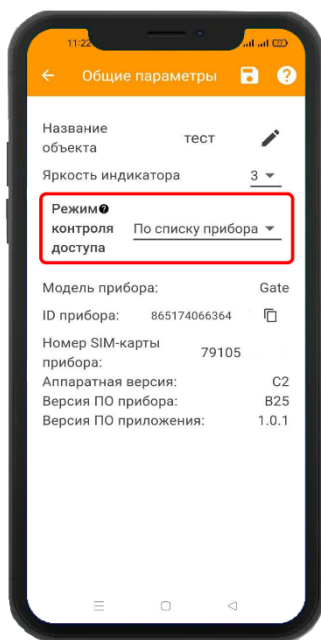 11:22
Общие параметры
Название объекта тест
Яркость индикатора 3
Режим контроля доступа По списку прибора
Модель прибора: Gate
ID прибора: 865174066364
Номер SIM-карты прибора: 79105
Аппаратная версия: C2
Версия ПО прибора: B25
Версия ПО приложения: 1.0.1